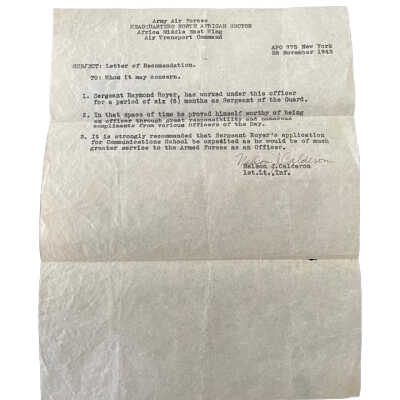 Army Air Forces
HEADQUARTERS NORTH AFRICAN SECTOR
Africa Middle East Wing
Air Transport Command
APO 775 New York
28 November 1943
SUBJECT: Letter of Recommendation.
TO: Whom it may concern.
1. Sergeant Raymond Royer, has worked under this officer
for a period of six (6) months as Sergeant of the Guard.
2. In that space of time he proved himself worthy of being
an officer through great responsibility and numerous
compliments from various Officers of the Day.
3. It is strongly recommended that Sergeant Royer's application
for Communications School be expedited as he would be of much
greater service to the Armed Forces as an Officer.
Nelson J Calderon
Nelson J. Calderon
1st.Lt., Inf.